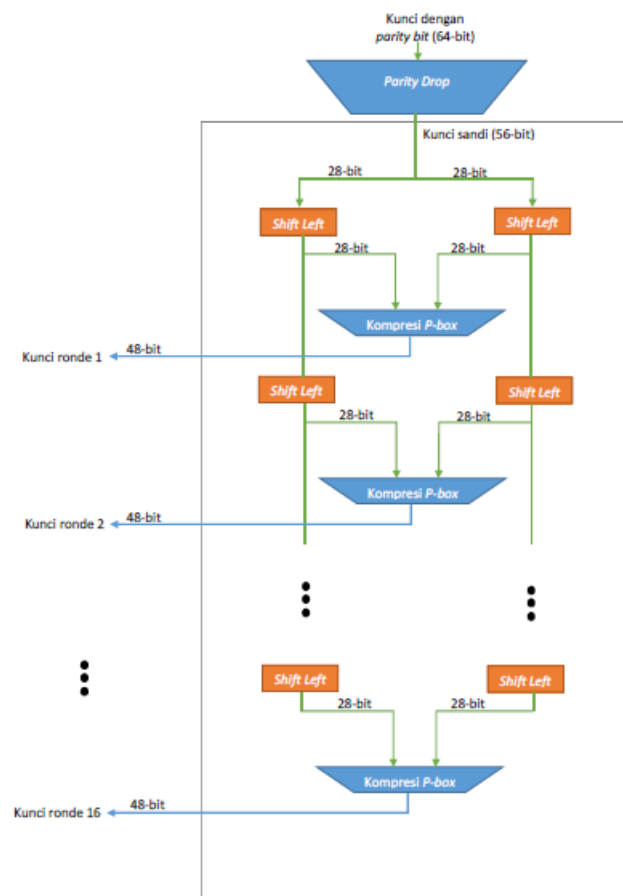 Kunci dengan
parity bit (64-bit)
Parity Drop
Kunci sandi (56-bit)
28-bit 28-bit
Shift Left Shift Left
28-bit 28-bit
Kompresi P-box
Kunci ronde 1 48-bit
Shift Left Shift Left
28-bit 28-bit
Kompresi P-box
Kunci ronde 2 48-bit
Shift Left Shift Left
28-bit 28-bit
Kompresi P-box
Kunci ronde 16 48-bit